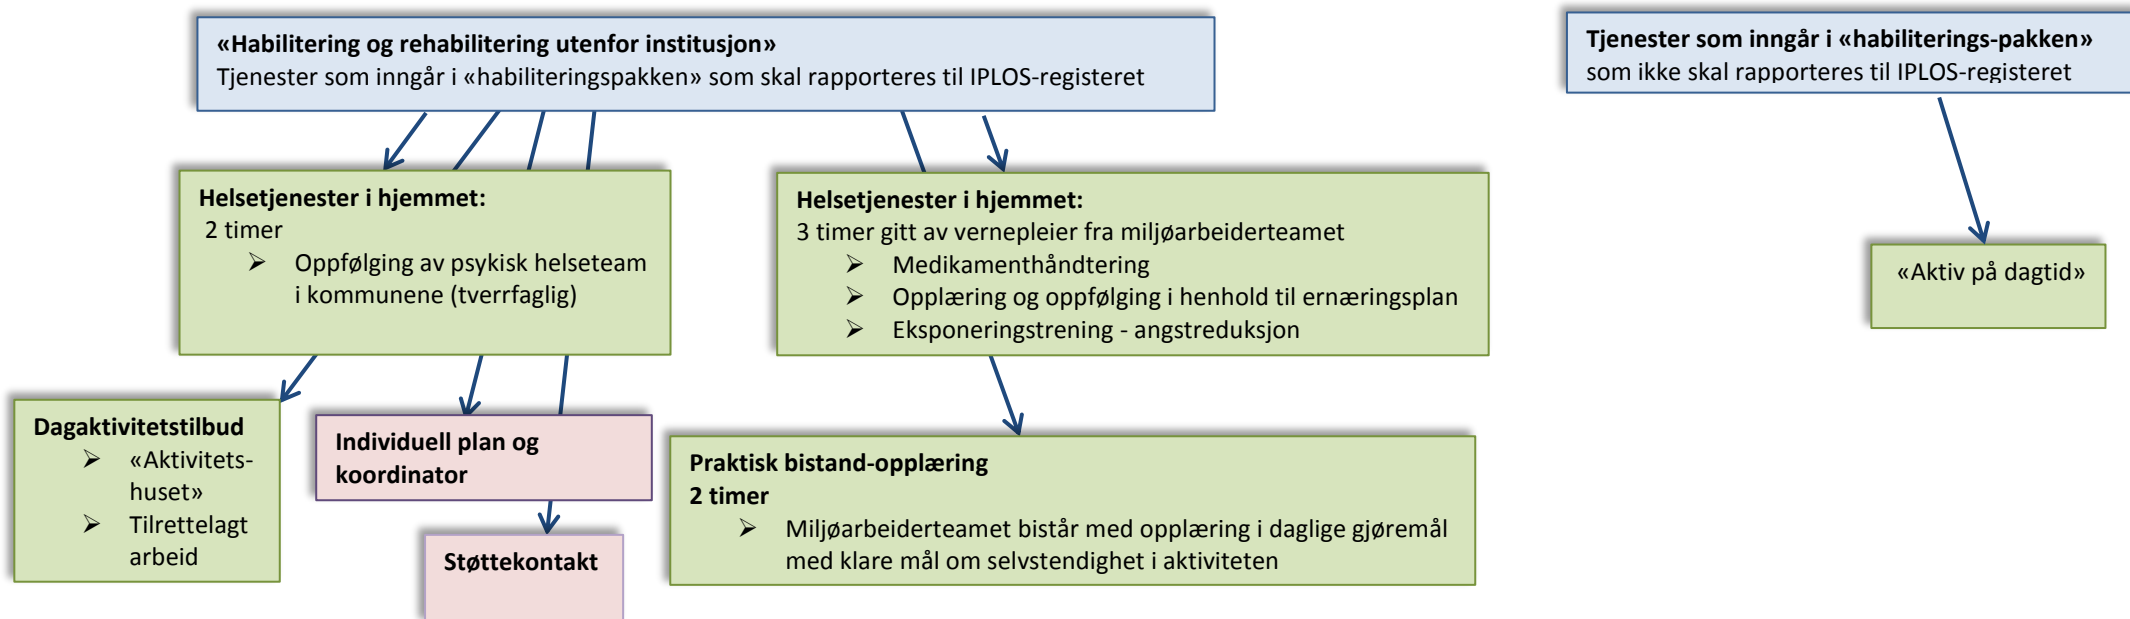 «Habilitering og rehabilitering utenfor institusjon»
Tjenester som inngår i «habiliteringspakken» som skal rapporteres til IPLOS-registeret
Tjenester som inngår i «habiliterings-pakken»
som ikke skal rapporteres til IPLOS-registeret
Helsetjenester i hjemmet:
2 timer
➢ Oppfølging av psykisk helseteam
i kommunene (tverrfaglig)
Helsetjenester i hjemmet:
3 timer gitt av vernepleier fra miljøarbeiderteamet
➢ Medikamenthåndtering
➢ Opplæring og oppfølging i henhold til ernæringsplan
➢ Eksponeringstrening - angstreduksjon
«Aktiv på dagtid»
Dagaktivitetstilbud
➢ «Aktivitets-
huset»
➢ Tilrettelagt
arbeid
Individuell plan og
koordinator
Støttekontakt
Praktisk bistand-opplæring
2 timer
➢ Miljøarbeiderteamet bistår med opplæring i daglige gjøremål
med klare mål om selvstendighet i aktiviteten